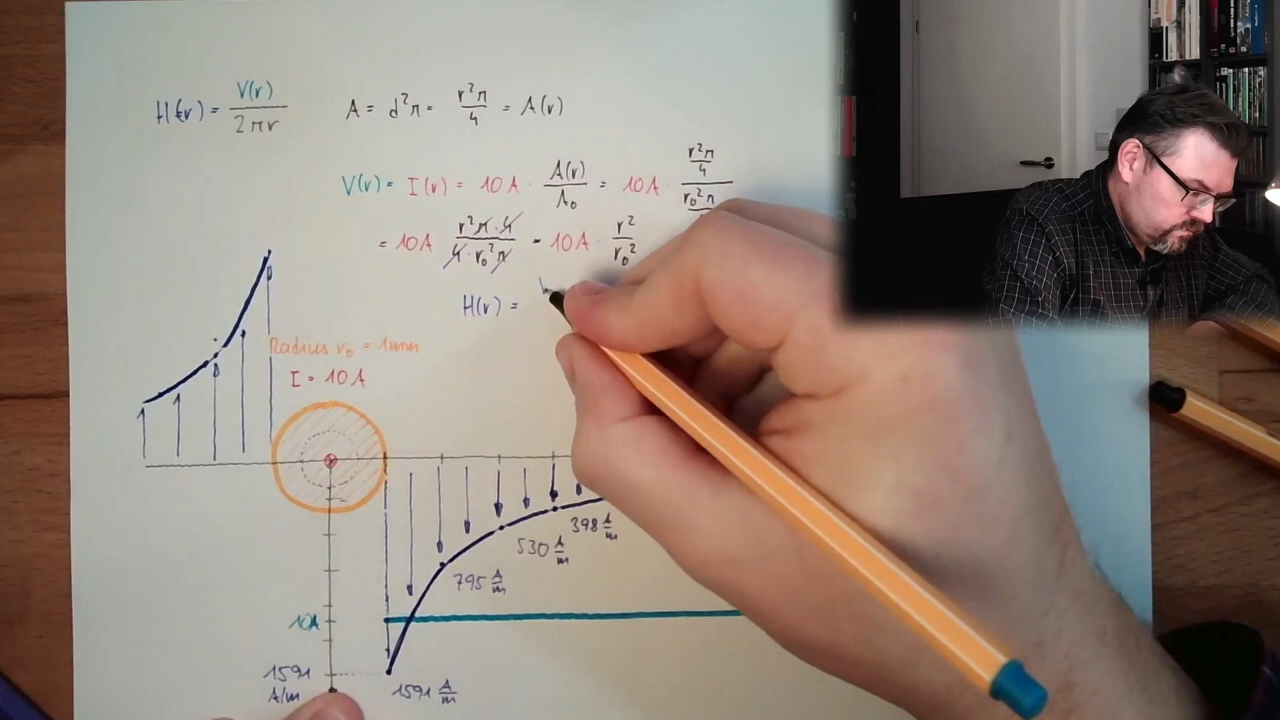 H(r) = V(r) / 2πr
A = d²π = r²π / 4 = A(r)
V(r) = I(r) = 10A · A(r) / A₀ = 10A · (r²π / 4) / r₀²π
= 10A r²π·4 / 4·r₀²π = 10A · r² / r₀²
H(r) =
Radius r₀ = 1mm
I = 10A
398 A/m
530 A/m
795 A/m
10A
1591 A/m
1591 A/m